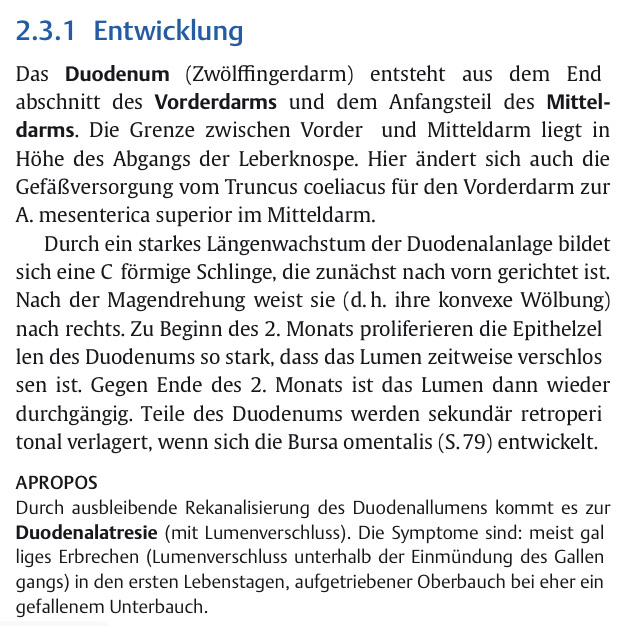 2.3.1 Entwicklung
Das Duodenum (Zwölffingerdarm) entsteht aus dem End
abschnitt des Vorderdarms und dem Anfangsteil des Mittel-
darms. Die Grenze zwischen Vorder und Mitteldarm liegt in
Höhe des Abgangs der Leberknospe. Hier ändert sich auch die
Gefäßversorgung vom Truncus coeliacus für den Vorderdarm zur
A. mesenterica superior im Mitteldarm.
Durch ein starkes Längenwachstum der Duodenalanlage bildet
sich eine C förmige Schlinge, die zunächst nach vorn gerichtet ist.
Nach der Magendrehung weist sie (d. h. ihre konvexe Wölbung)
nach rechts. Zu Beginn des 2. Monats proliferieren die Epithelzel
len des Duodenums so stark, dass das Lumen zeitweise verschlos
sen ist. Gegen Ende des 2. Monats ist das Lumen dann wieder
durchgängig. Teile des Duodenums werden sekundär retroperi
tonal verlagert, wenn sich die Bursa omentalis (S. 79) entwickelt.
APROPOS
Durch ausbleibende Rekanalisierung des Duodenallumens kommt es zur
Duodenalatresie (mit Lumenverschluss). Die Symptome sind: meist gal
liges Erbrechen (Lumenverschluss unterhalb der Einmündung des Gallen
gangs) in den ersten Lebenstagen, aufgetriebener Oberbauch bei eher ein
gefallenem Unterbauch.